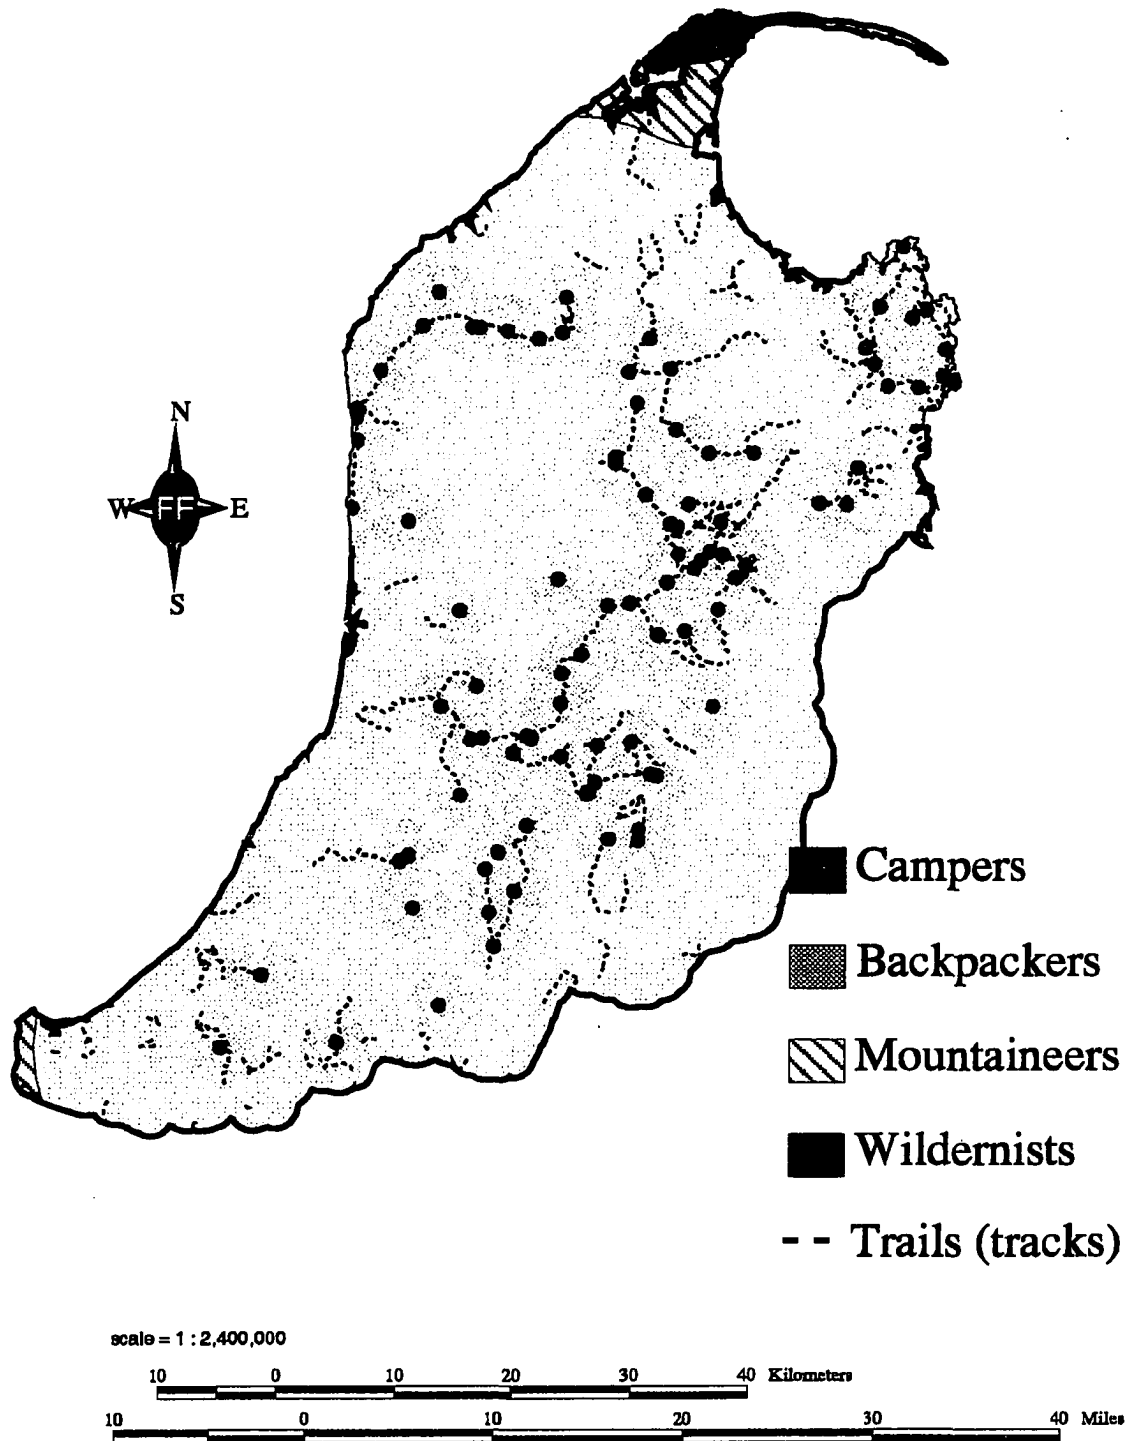 N
W FF E
S
Campers
Backpackers
Mountaineers
Wildernists
Trails (tracks)
scale = 1 : 2,400,000
10 0 10 20 30 40 Kilometers
10 0 10 20 30 40 Miles